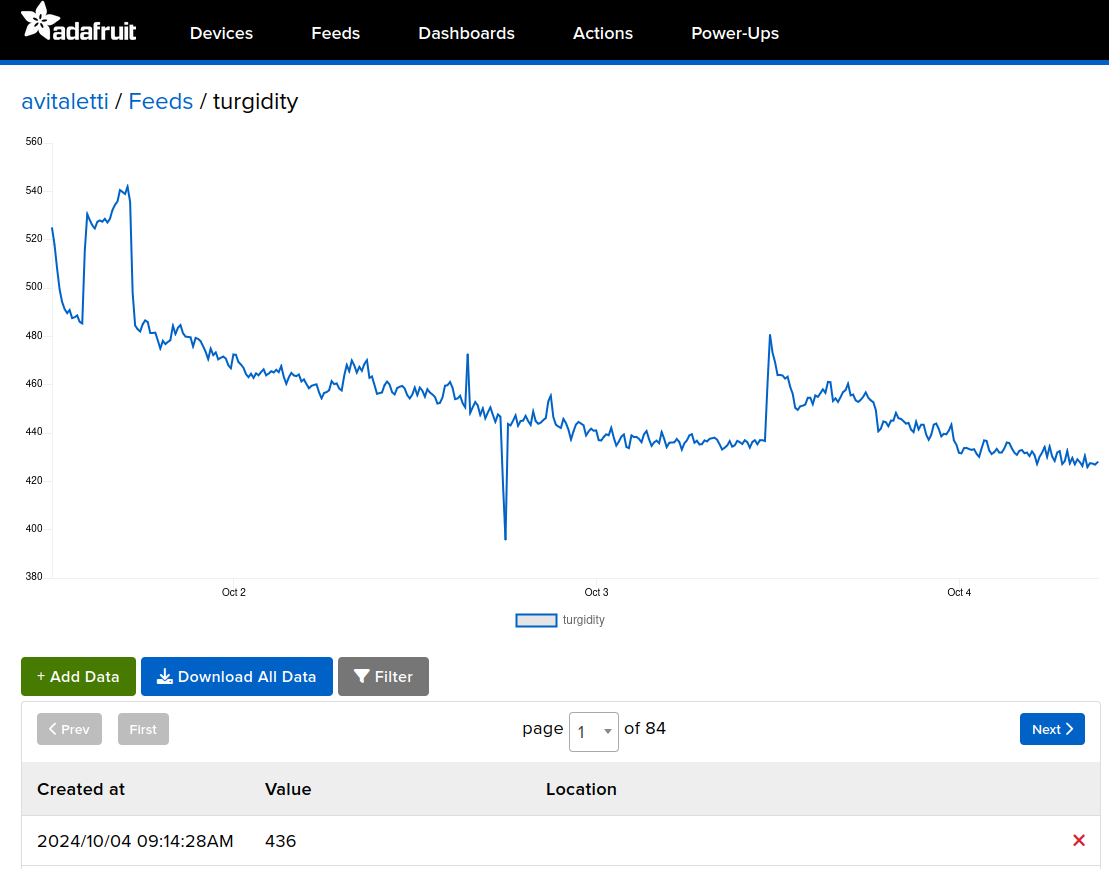 adafruit Devices Feeds Dashboards Actions Power-Ups
avitaletti / Feeds / turgidity
560
540
520
500
480
460
440
420
400
380
Oct 2 Oct 3 Oct 4
turgidity
+ Add Data Download All Data Filter
Prev First page 1 of 84 Next
Created at Value Location
2024/10/04 09:14:28AM 436